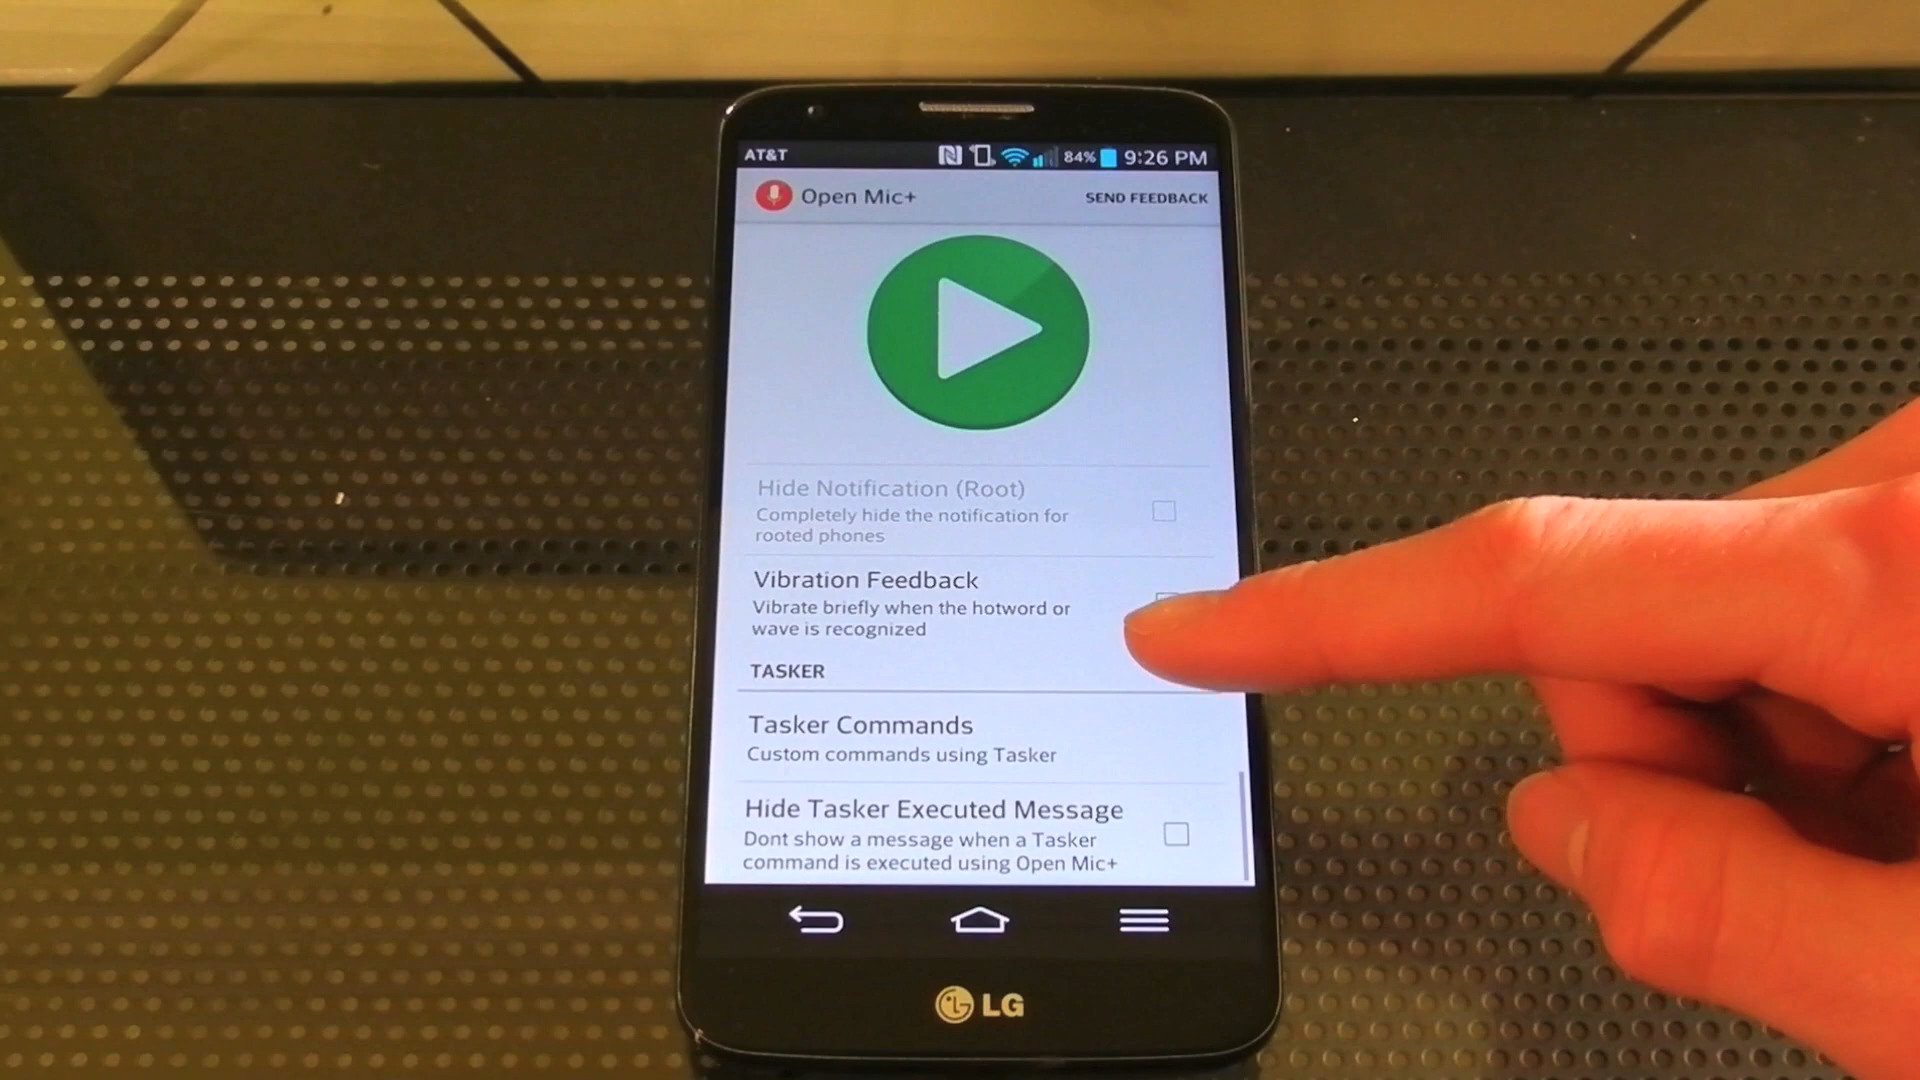 AT&T 84% 9:26 PM
Open Mic+ SEND FEEDBACK
Hide Notification (Root)
Completely hide the notification for
rooted phones
Vibration Feedback
Vibrate briefly when the hotword or
wave is recognized
TASKER
Tasker Commands
Custom commands using Tasker
Hide Tasker Executed Message
Dont show a message when a Tasker
command is executed using Open Mic+
LG